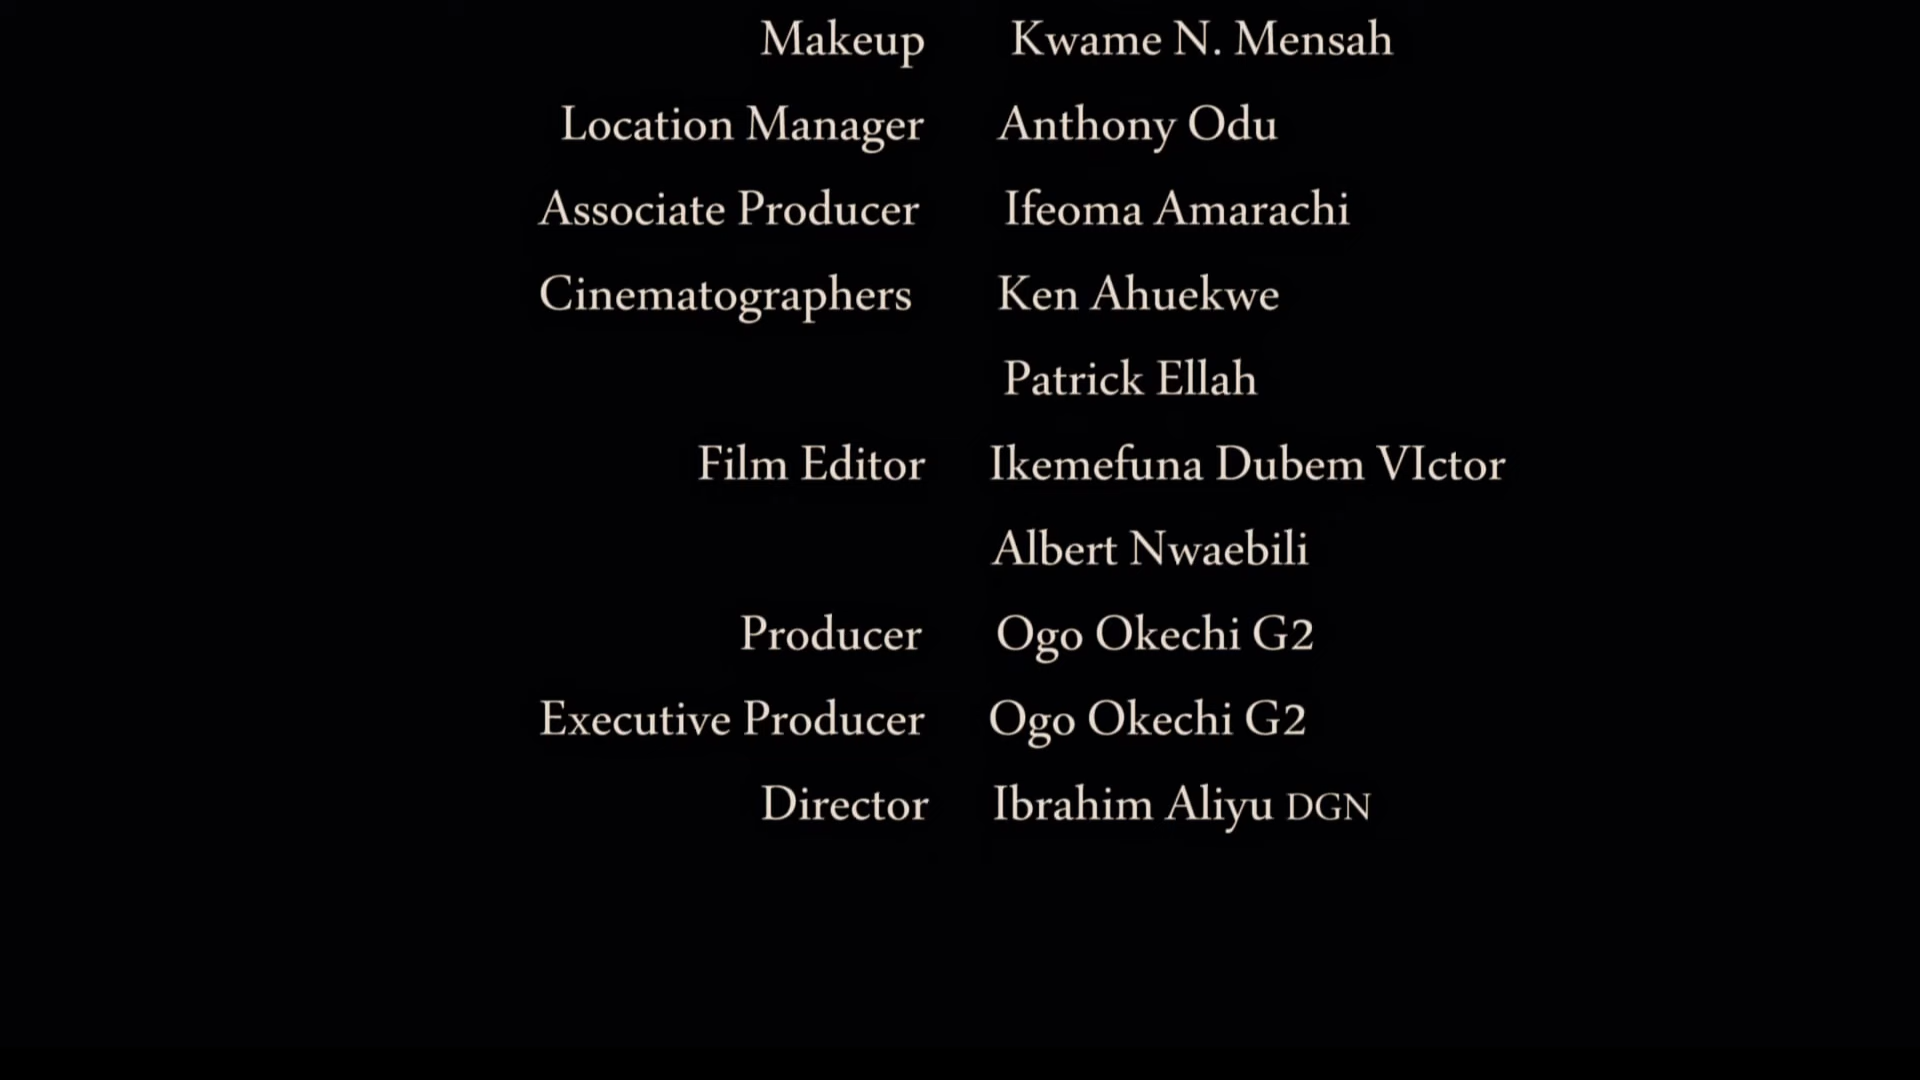 Makeup Kwame N. Mensah
Location Manager Anthony Odu
Associate Producer Ifeoma Amarachi
Cinematographers Ken Ahuekwe
Patrick Ellah
Film Editor Ikemefuna Dubem VIctor
Albert Nwaebili
Producer Ogo Okechi G2
Executive Producer Ogo Okechi G2
Director Ibrahim Aliyu DGN